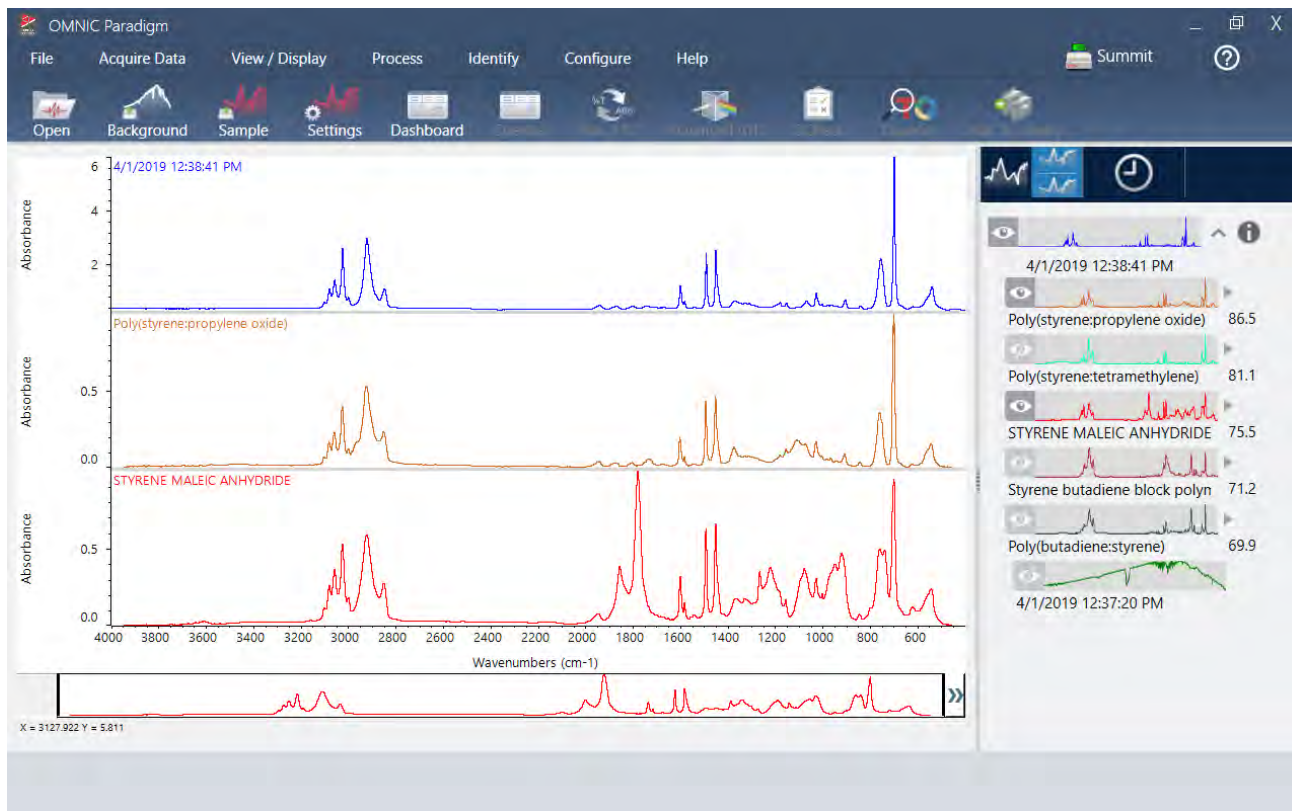 OMNIC Paradigm
File Acquire Data View / Display Process Identify Configure Help Summit
Open Background Sample Settings Dashboard
6 4/1/2019 12:38:41 PM
4
2
Absorbance
Poly(styrene:propylene oxide)
0.5
0.0
Absorbance
STYRENE MALEIC ANHYDRIDE
0.5
0.0
Absorbance
4000 3800 3600 3400 3200 3000 2800 2600 2400 2200 2000 1800 1600 1400 1200 1000 800 600
Wavenumbers (cm-1)
X = 3127.922 Y = 5.811
4/1/2019 12:38:41 PM
Poly(styrene:propylene oxide) 86.5
Poly(styrene:tetramethylene) 81.1
STYRENE MALEIC ANHYDRIDE 75.5
Styrene butadiene block polyn 71.2
Poly(butadiene:styrene) 69.9
4/1/2019 12:37:20 PM